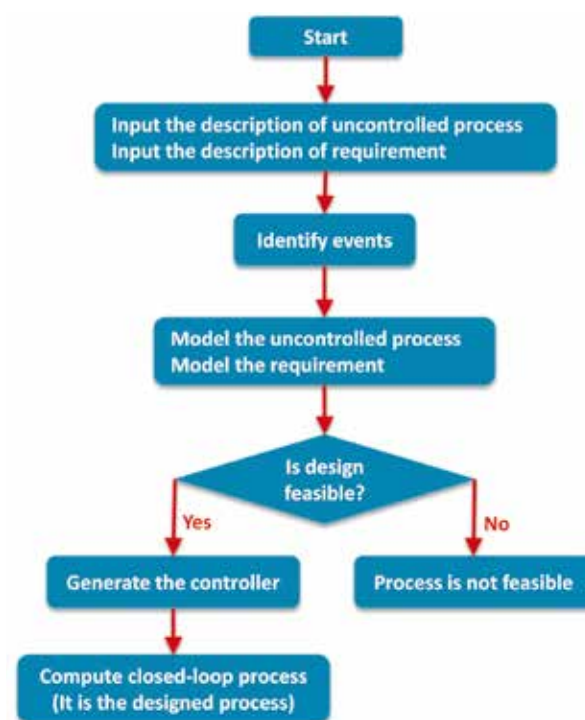 Start
Input the description of uncontrolled process
Input the description of requirement
Identify events
Model the uncontrolled process
Model the requirement
Is design
feasible?
Yes
No
Generate the controller
Process is not feasible
Compute closed-loop process
(It is the designed process)